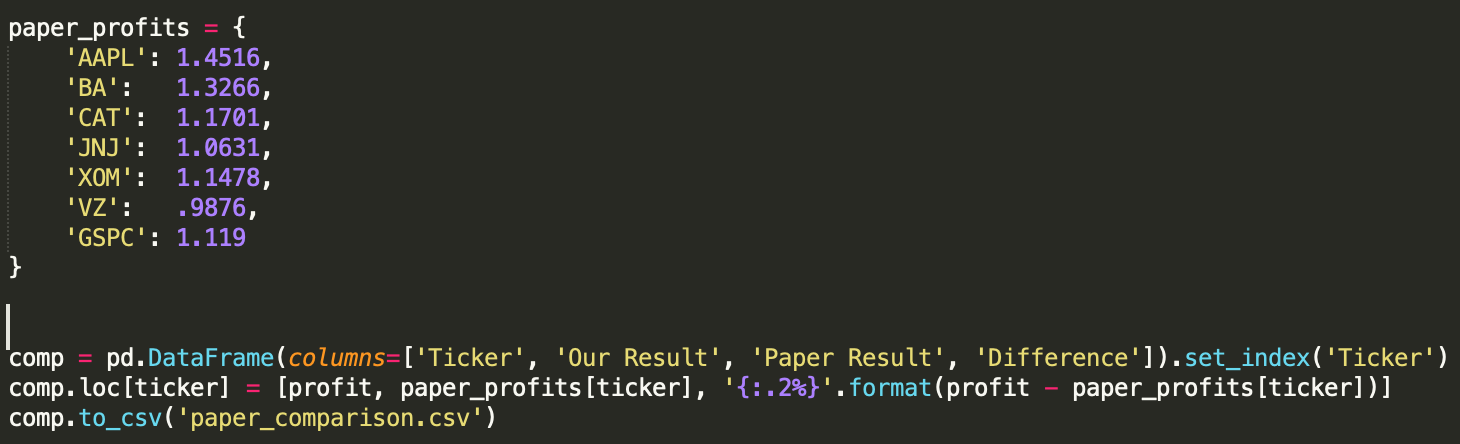 paper_profits = {
    'AAPL': 1.4516,
    'BA':   1.3266,
    'CAT':  1.1701,
    'JNJ':  1.0631,
    'XOM':  1.1478,
    'VZ':   .9876,
    'GSPC': 1.119
}
comp = pd.DataFrame(columns=['Ticker', 'Our Result', 'Paper Result', 'Difference']).set_index('Ticker')
comp.loc[ticker] = [profit, paper_profits[ticker], '{:.2%}'.format(profit - paper_profits[ticker])]
comp.to_csv('paper_comparison.csv')